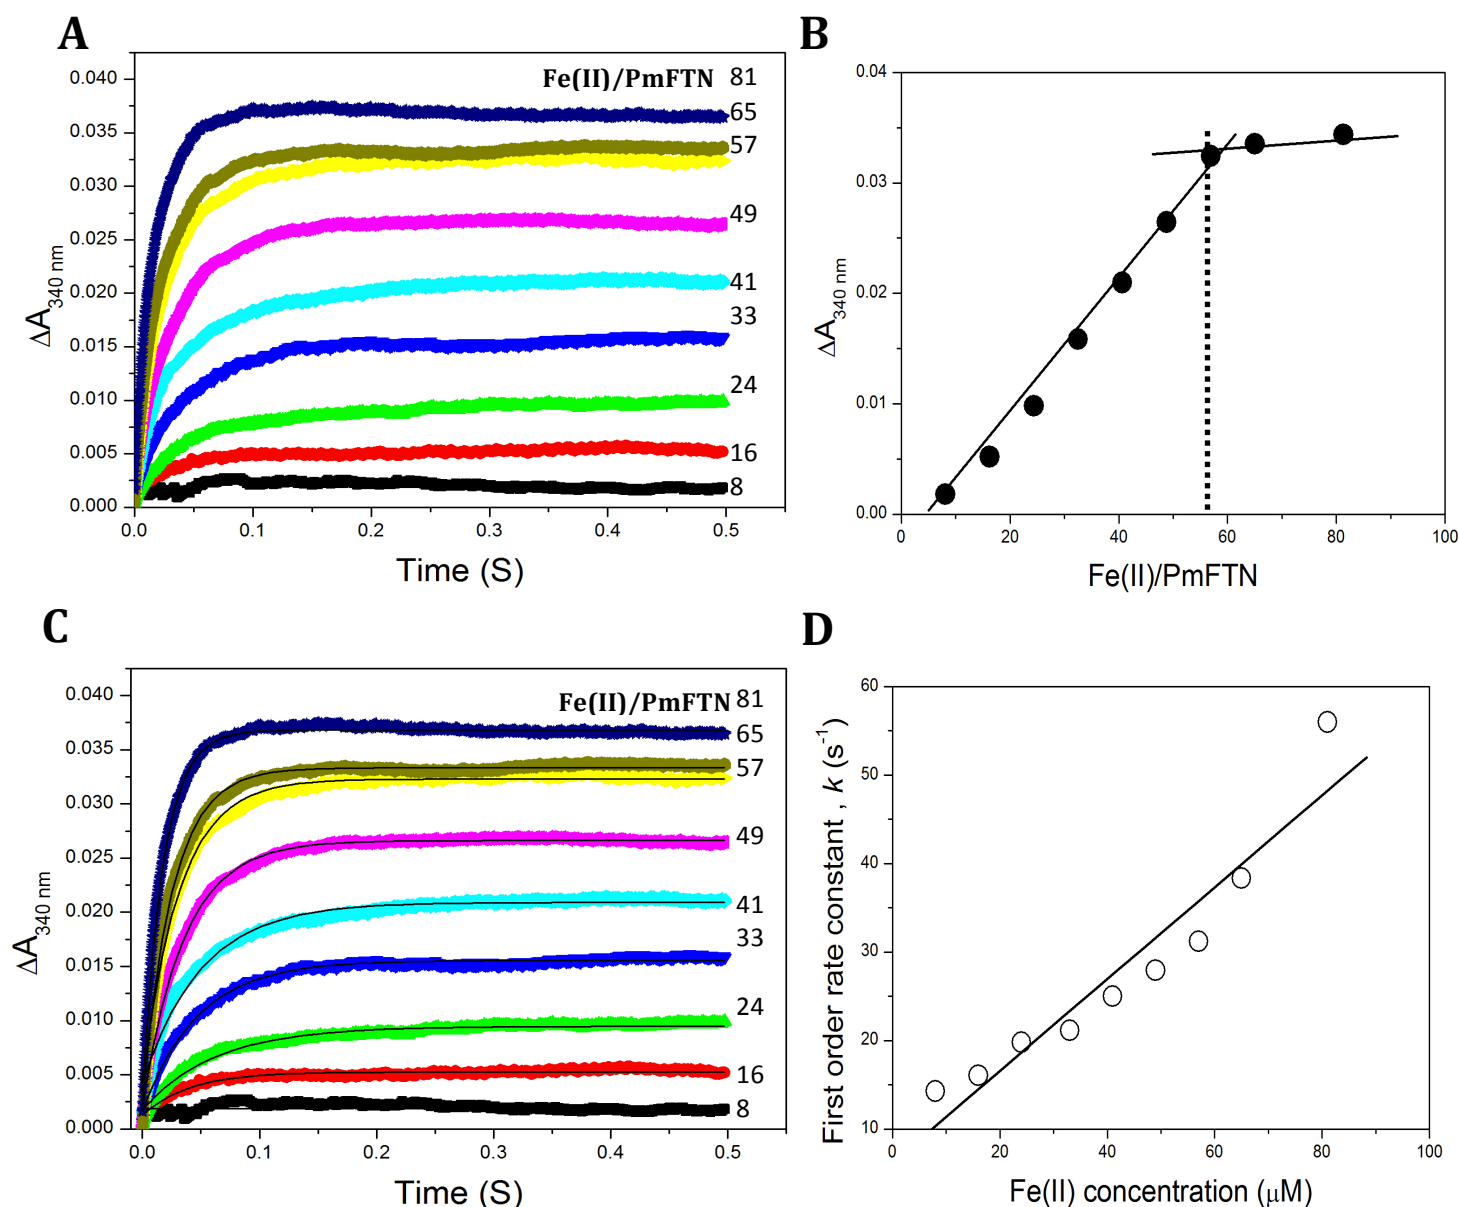 A
Fe(II)/PmFTN 81
65
57
49
41
33
24
16
8
0.040
0.035
0.030
0.025
0.020
0.015
0.010
0.005
0.000
ΔA340 nm
0.0 0.1 0.2 0.3 0.4 0.5
Time (S)
B
0.04
0.03
0.02
0.01
0.00
ΔA340 nm
0 20 40 60 80 100
Fe(II)/PmFTN
C
Fe(II)/PmFTN 81
65
57
49
41
33
24
16
8
0.040
0.035
0.030
0.025
0.020
0.015
0.010
0.005
0.000
ΔA340 nm
0.0 0.1 0.2 0.3 0.4 0.5
Time (S)
D
60
50
40
30
20
10
First order rate constant , k (s-1)
0 20 40 60 80 100
Fe(II) concentration (μM)